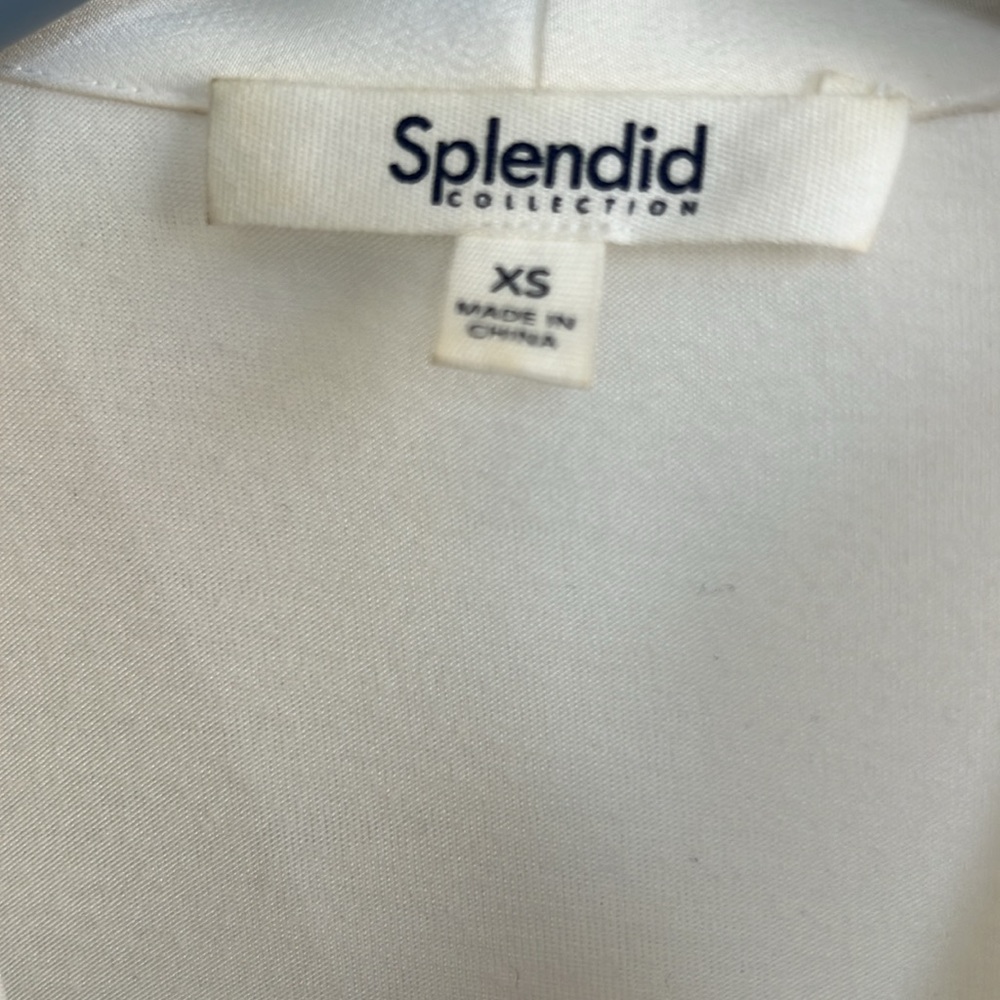 Splendid
COLLECTION
XS
MADE IN
CHINA